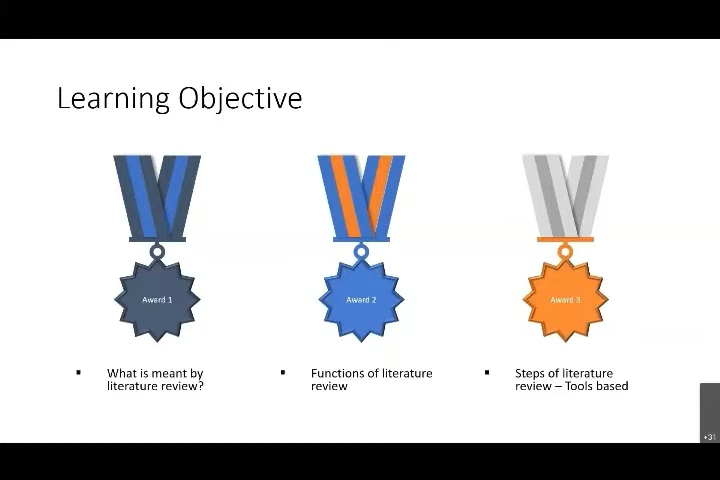 Learning Objective
Award 1
Award 2
Award 3
▪ What is meant by
literature review?
▪ Functions of literature
review
▪ Steps of literature
review – Tools based
+31